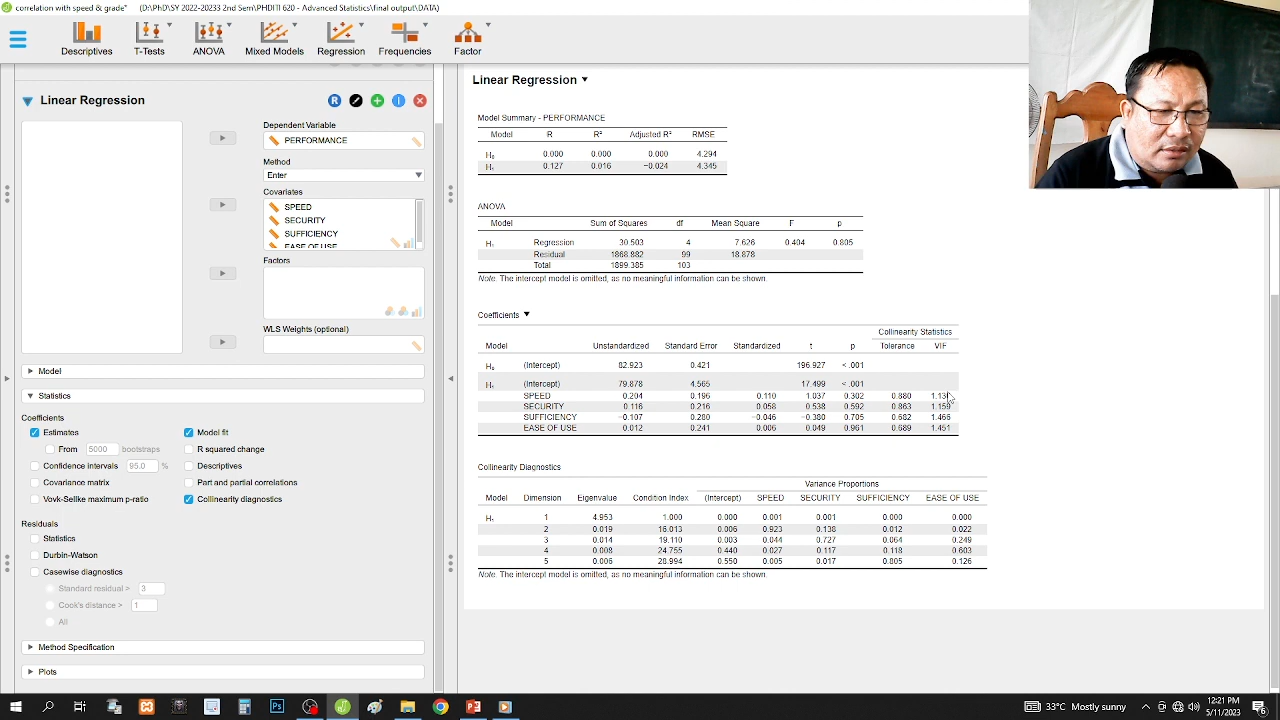 correlation with speed & grade* (D:\PhD\SY 2022-20233 2nd Sem\PHDITI 620 - Advanced Statistics\final output\DATA)
Descriptives T-Tests ANOVA Mixed Models Regression Frequencies Factor
Linear Regression
Dependent Variable
PERFORMANCE
Method
Enter
Covariates
SPEED
SECURITY
SUFFICIENCY
EASE OF USE
Factors
WLS Weights (optional)
Model
Statistics
Coefficients
Estimates
Model fit
From 5000 bootstraps
R squared change
Confidence intervals 95.0 %
Descriptives
Covariance matrix
Part and partial correlations
Vovk-Sellke maximum p-ratio
Collinearity diagnostics
Residuals
Statistics
Durbin-Watson
Casewise diagnostics
Standard residual > 3
Cook's distance > 1
All
Method Specification
Plots
Linear Regression
Model Summary - PERFORMANCE
Model R R² Adjusted R² RMSE
H₀ 0.000 0.000 0.000 4.294
H₁ 0.127 0.016 −0.024 4.345
ANOVA
Model Sum of Squares df Mean Square F p
H₁ Regression 30.503 4 7.626 0.404 0.805
Residual 1868.882 99 18.878
Total 1899.385 103
Note. The intercept model is omitted, as no meaningful information can be shown.
Coefficients
Collinearity Statistics
Model Unstandardized Standard Error Standardized t p Tolerance VIF
H₀ (Intercept) 82.923 0.421 196.927 < .001
H₁ (Intercept) 79.878 4.565 17.499 < .001
SPEED 0.204 0.196 0.110 1.037 0.302 0.880
SECURITY 0.116 0.216 0.058 0.538 0.592 0.863 1.159
SUFFICIENCY −0.107 0.280 −0.046 −0.380 0.705 0.682 1.466
EASE OF USE 0.012 0.241 0.006 0.049 0.961 0.689 1.451
Collinearity Diagnostics
Variance Proportions
Model Dimension Eigenvalue Condition Index (Intercept) SPEED SECURITY SUFFICIENCY EASE OF USE
H₁ 1 4.953 1.000 0.000 0.001 0.001 0.000 0.000
2 0.019 16.013 0.006 0.923 0.138 0.012 0.022
3 0.014 19.110 0.003 0.044 0.727 0.064 0.249
4 0.008 24.755 0.440 0.027 0.117 0.118 0.603
5 0.006 28.994 0.550 0.005 0.017 0.805 0.126
Note. The intercept model is omitted, as no meaningful information can be shown.
33°C Mostly sunny
12:21 PM
5/11/2023